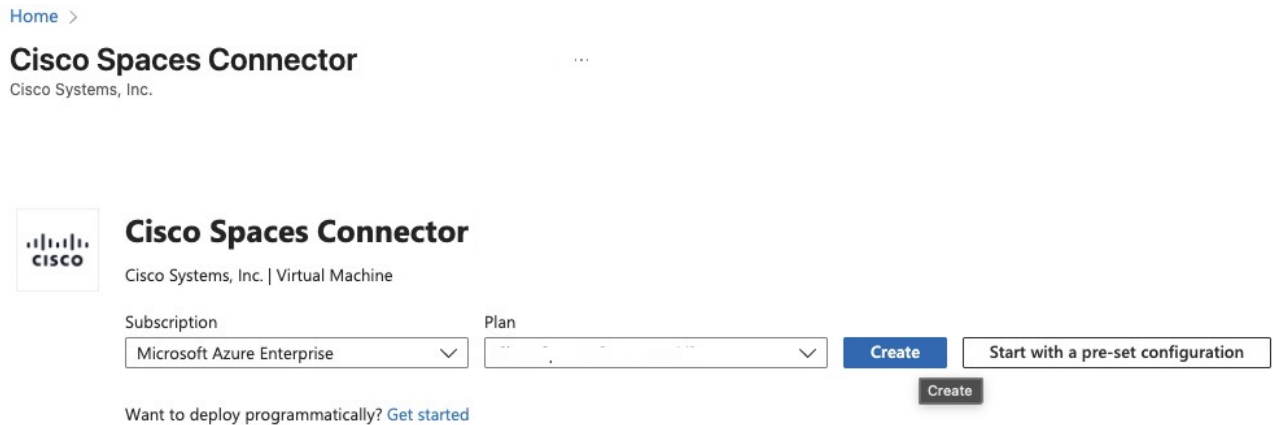 Home >
Cisco Spaces Connector ...
Cisco Systems, Inc.
CISCO
Cisco Spaces Connector
Cisco Systems, Inc. | Virtual Machine
Subscription Plan
Microsoft Azure Enterprise Create Start with a pre-set configuration
Create
Want to deploy programmatically? Get started